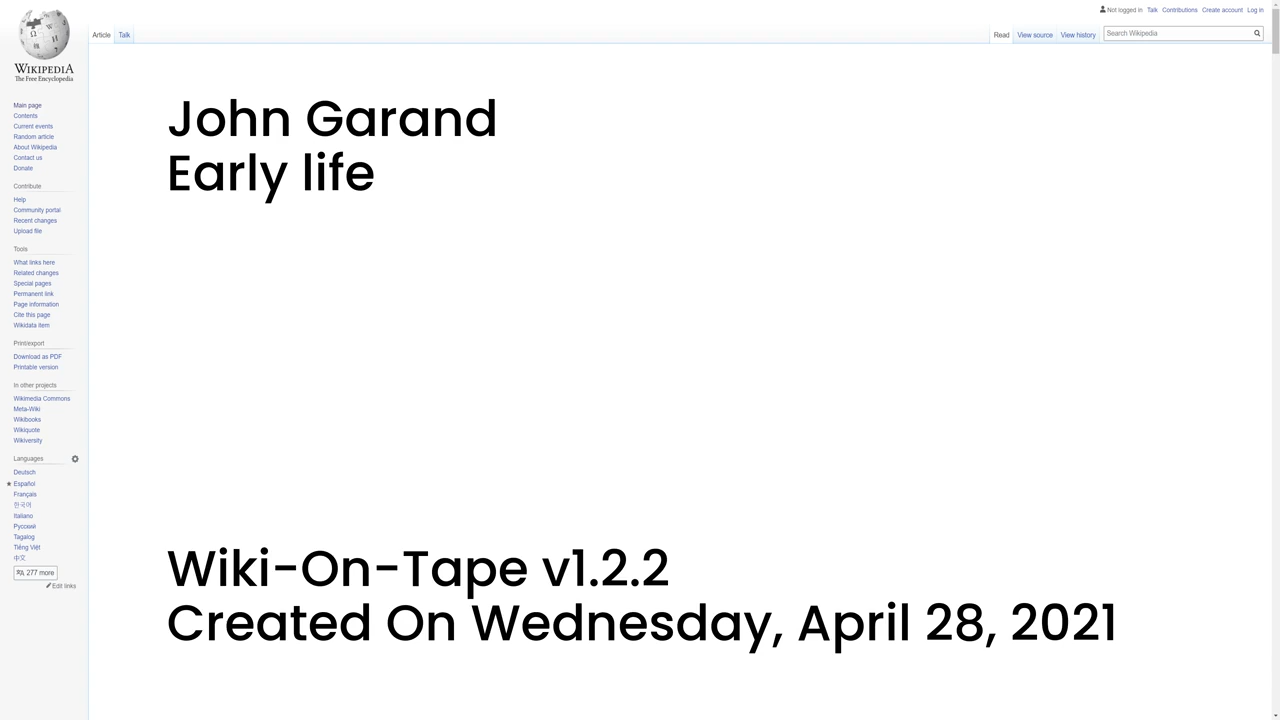 Not logged in Talk Contributions Create account Log in
Article Talk Read View source View history Search Wikipedia
WIKIPEDIA
The Free Encyclopedia
Main page
Contents
Current events
Random article
About Wikipedia
Contact us
Donate
Contribute
Help
Community portal
Recent changes
Upload file
Tools
What links here
Related changes
Special pages
Permanent link
Page information
Cite this page
Wikidata item
Print/export
Download as PDF
Printable version
In other projects
Wikimedia Commons
Meta-Wiki
Wikibooks
Wikiquote
Wikiversity
Languages
Deutsch
Español
Français
한국어
Italiano
Русский
Tagalog
Tiếng Việt
中文
277 more
Edit links
John Garand
Early life
Wiki-On-Tape v1.2.2
Created On Wednesday, April 28, 2021